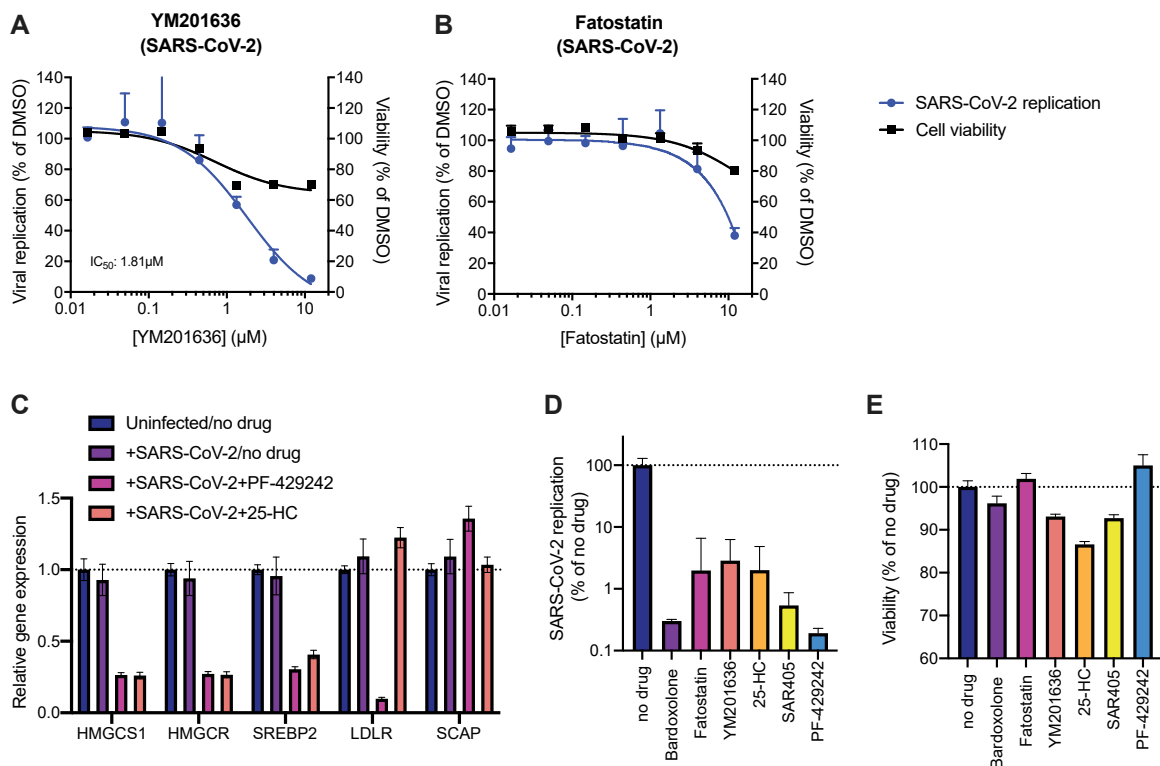 A
YM201636
(SARS-CoV-2)
Viral replication (% of DMSO)
140
120
100
80
60
40
20
0
IC50: 1.81µM
0.01
0.1
1
10
[YM201636] (µM)
140
120
100
80
60
40
20
0
Viability (% of DMSO)
B
Fatostatin
(SARS-CoV-2)
Viral replication (% of DMSO)
140
120
100
80
60
40
20
0
0.01
0.1
1
10
[Fatostatin] (µM)
140
120
100
80
60
40
20
0
Viability (% of DMSO)
SARS-CoV-2 replication
Cell viability
C
Uninfected/no drug
+SARS-CoV-2/no drug
+SARS-CoV-2+PF-429242
+SARS-CoV-2+25-HC
Relative gene expression
1.5
1.0
0.5
0.0
HMGCS1
HMGCR
SREBP2
LDLR
SCAP
D
SARS-CoV-2 replication
(% of no drug)
100
10
1
0.1
no drug
Bardoxolone
Fatostatin
YM201636
25-HC
SAR405
PF-429242
E
Viability (% of no drug)
110
100
90
80
70
60
no drug
Bardoxolone
Fatostatin
YM201636
25-HC
SAR405
PF-429242